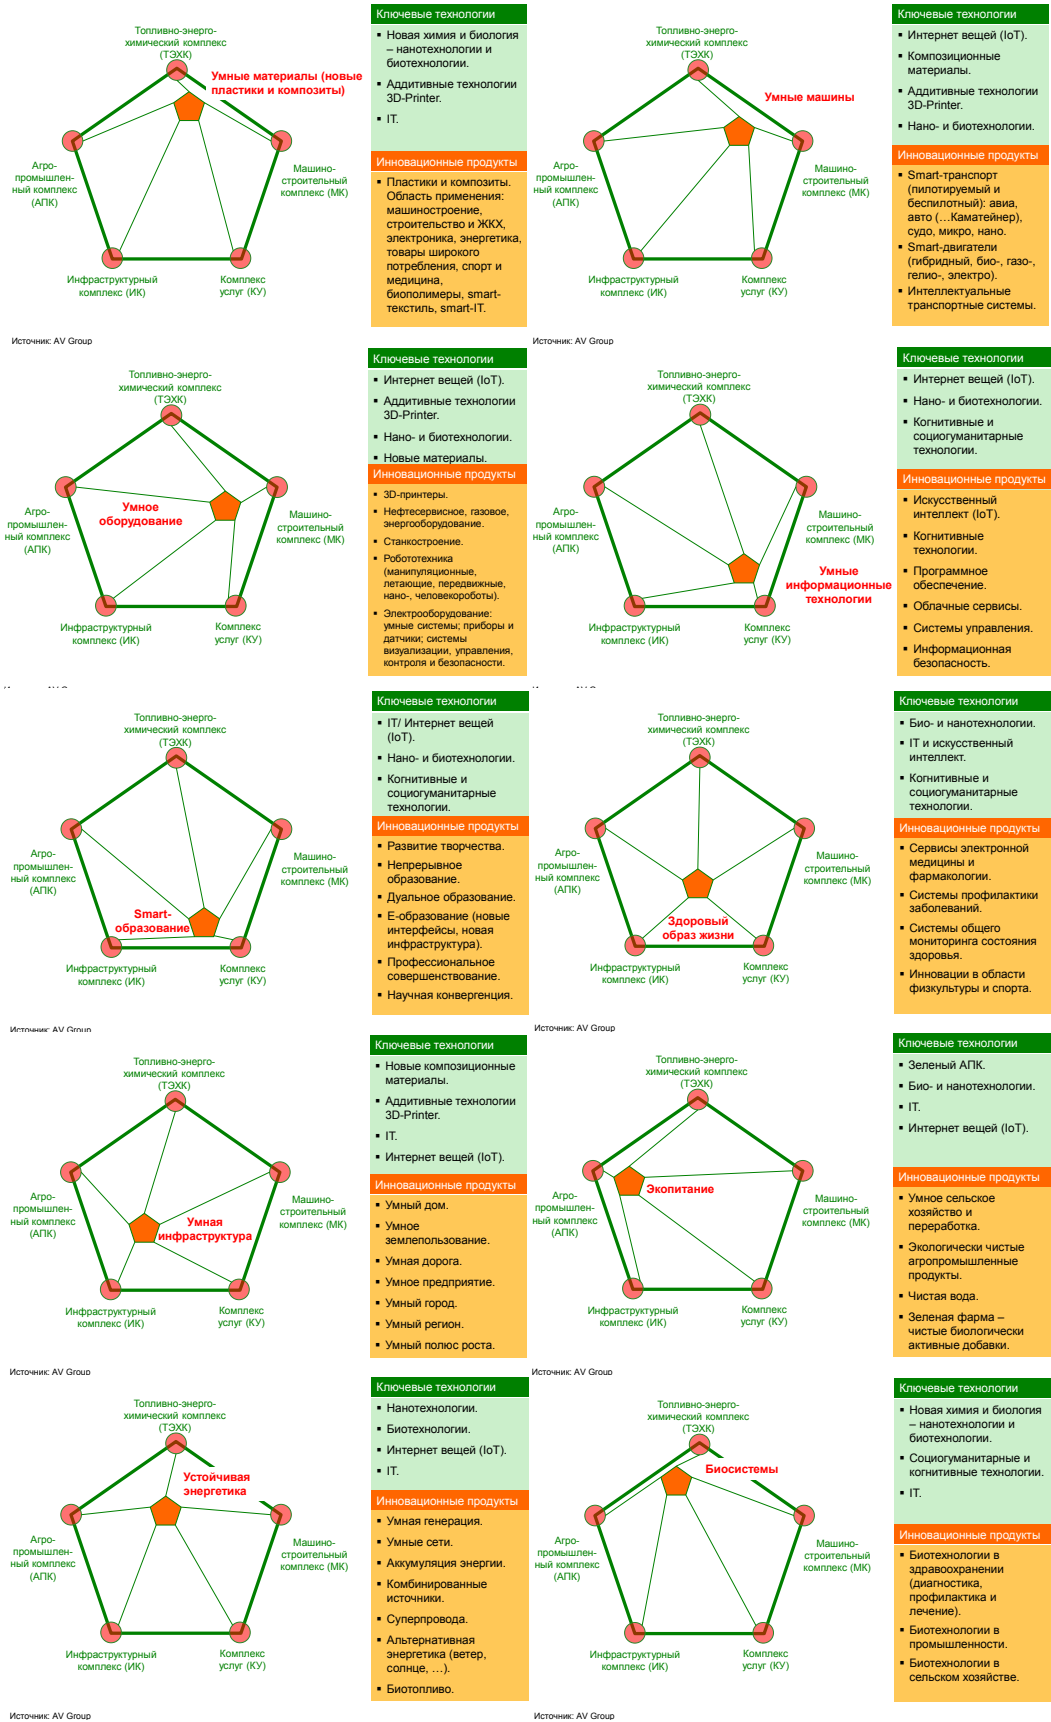 Топливно-энерго-
химический комплекс
(ТЭХК)
Умные материалы (новые
пластики и композиты)
Агро-
промышлен-
ный комплекс
(АПК)
Машино-
строительный
комплекс (МК)
Инфраструктурный
комплекс (ИК)
Комплекс
услуг (КУ)
Источник: AV Group
Ключевые технологии
▪ Новая химия и биология
– нанотехнологии и
биотехнологии.
▪ Аддитивные технологии
3D-Printer.
▪ IT.
Инновационные продукты
▪ Пластики и композиты.
Область применения:
машиностроение,
строительство и ЖКХ,
электроника, энергетика,
товары широкого
потребления, спорт и
медицина,
биополимеры, smart-
текстиль, smart-IT.
Топливно-энерго-
химический комплекс
(ТЭХК)
Умные машины
Агро-
промышлен-
ный комплекс
(АПК)
Машино-
строительный
комплекс (МК)
Инфраструктурный
комплекс (ИК)
Комплекс
услуг (КУ)
Источник: AV Group
Ключевые технологии
▪ Интернет вещей (IoT).
▪ Композиционные
материалы.
▪ Аддитивные технологии
3D-Printer.
▪ Нано- и биотехнологии.
Инновационные продукты
▪ Smart-транспорт
(пилотируемый и
беспилотный): авиа,
авто (…Каматейнер),
судо, микро, нано.
▪ Smart-двигатели
(гибридный, био-, газо-,
гелио-, электро).
▪ Интеллектуальные
транспортные системы.
Топливно-энерго-
химический комплекс
(ТЭХК)
Умное
оборудование
Агро-
промышлен-
ный комплекс
(АПК)
Машино-
строительный
комплекс (МК)
Инфраструктурный
комплекс (ИК)
Комплекс
услуг (КУ)
Ключевые технологии
▪ Интернет вещей (IoT).
▪ Аддитивные технологии
3D-Printer.
▪ Нано- и биотехнологии.
▪ Новые материалы.
Инновационные продукты
▪ 3D-принтеры.
▪ Нефтесервисное, газовое,
энергооборудование.
▪ Станкостроение.
▪ Робототехника
(манипуляционные,
летающие, передвижные,
нано-, человекороботы).
▪ Электрооборудование:
умные системы; приборы и
датчики; системы
визуализации, управления,
контроля и безопасности.
Топливно-энерго-
химический комплекс
(ТЭХК)
Агро-
промышлен-
ный комплекс
(АПК)
Машино-
строительный
комплекс (МК)
Умные
информационные
технологии
Инфраструктурный
комплекс (ИК)
Комплекс
услуг (КУ)
Ключевые технологии
▪ Интернет вещей (IoT).
▪ Нано- и биотехнологии.
▪ Когнитивные и
социогуманитарные
технологии.
Инновационные продукты
▪ Искусственный
интеллект (IoT).
▪ Когнитивные
технологии.
▪ Программное
обеспечение.
▪ Облачные сервисы.
▪ Системы управления.
▪ Информационная
безопасность.
Топливно-энерго-
химический комплекс
(ТЭХК)
Агро-
промышлен-
ный комплекс
(АПК)
Машино-
строительный
комплекс (МК)
Smart-
образование
Инфраструктурный
комплекс (ИК)
Комплекс
услуг (КУ)
Источник: AV Group
Ключевые технологии
▪ IT/ Интернет вещей
(IoT).
▪ Нано- и биотехнологии.
▪ Когнитивные и
социогуманитарные
технологии.
Инновационные продукты
▪ Развитие творчества.
▪ Непрерывное
образование.
▪ Дуальное образование.
▪ Е-образование (новые
интерфейсы, новая
инфраструктура).
▪ Профессиональное
совершенствование.
▪ Научная конвергенция.
Топливно-энерго-
химический комплекс
(ТЭХК)
Агро-
промышлен-
ный комплекс
(АПК)
Машино-
строительный
комплекс (МК)
Здоровый
образ жизни
Инфраструктурный
комплекс (ИК)
Комплекс
услуг (КУ)
Источник: AV Group
Ключевые технологии
▪ Био- и нанотехнологии.
▪ IT и искусственный
интеллект.
▪ Когнитивные и
социогуманитарные
технологии.
Инновационные продукты
▪ Сервисы электронной
медицины и
фармакологии.
▪ Системы профилактики
заболеваний.
▪ Системы общего
мониторинга состояния
здоровья.
▪ Инновации в области
физкультуры и спорта.
Топливно-энерго-
химический комплекс
(ТЭХК)
Агро-
промышлен-
ный комплекс
(АПК)
Машино-
строительный
комплекс (МК)
Умная
инфраструктура
Инфраструктурный
комплекс (ИК)
Комплекс
услуг (КУ)
Источник: AV Group
Ключевые технологии
▪ Новые композиционные
материалы.
▪ Аддитивные технологии
3D-Printer.
▪ IT.
▪ Интернет вещей (IoT).
Инновационные продукты
▪ Умный дом.
▪ Умное
землепользование.
▪ Умная дорога.
▪ Умное предприятие.
▪ Умный город.
▪ Умный регион.
▪ Умный полюс роста.
Топливно-энерго-
химический комплекс
(ТЭХК)
Экопитание
Агро-
промышлен-
ный комплекс
(АПК)
Машино-
строительный
комплекс (МК)
Инфраструктурный
комплекс (ИК)
Комплекс
услуг (КУ)
Источник: AV Group
Ключевые технологии
▪ Зеленый АПК.
▪ Био- и нанотехнологии.
▪ IT.
▪ Интернет вещей (IoT).
Инновационные продукты
▪ Умное сельское
хозяйство и
переработка.
▪ Экологически чистые
агропромышленные
продукты.
▪ Чистая вода.
▪ Зеленая фарма –
чистые биологически
активные добавки.
Топливно-энерго-
химический комплекс
(ТЭХК)
Устойчивая
энергетика
Агро-
промышлен-
ный комплекс
(АПК)
Машино-
строительный
комплекс (МК)
Инфраструктурный
комплекс (ИК)
Комплекс
услуг (КУ)
Источник: AV Group
Ключевые технологии
▪ Нанотехнологии.
▪ Биотехнологии.
▪ Интернет вещей (IoT).
▪ IT.
Инновационные продукты
▪ Умная генерация.
▪ Умные сети.
▪ Аккумуляция энергии.
▪ Комбинированные
источники.
▪ Суперпровода.
▪ Альтернативная
энергетика (ветер,
солнце, …).
▪ Биотопливо.
Топливно-энерго-
химический комплекс
(ТЭХК)
Биосистемы
Агро-
промышлен-
ный комплекс
(АПК)
Машино-
строительный
комплекс (МК)
Инфраструктурный
комплекс (ИК)
Комплекс
услуг (КУ)
Источник: AV Group
Ключевые технологии
▪ Новая химия и биология
– нанотехнологии и
биотехнологии.
▪ Социогуманитарные и
когнитивные технологии.
▪ IT.
Инновационные продукты
▪ Биотехнологии в
здравоохранении
(диагностика,
профилактика и
лечение).
▪ Биотехнологии в
промышленности.
▪ Биотехнологии в
сельском хозяйстве.